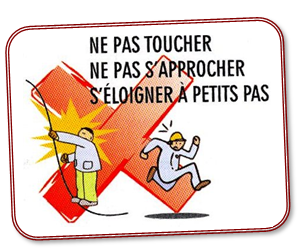 NE PAS TOUCHER
NE PAS S'APPROCHER
S'ÉLOIGNER À PETITS PAS